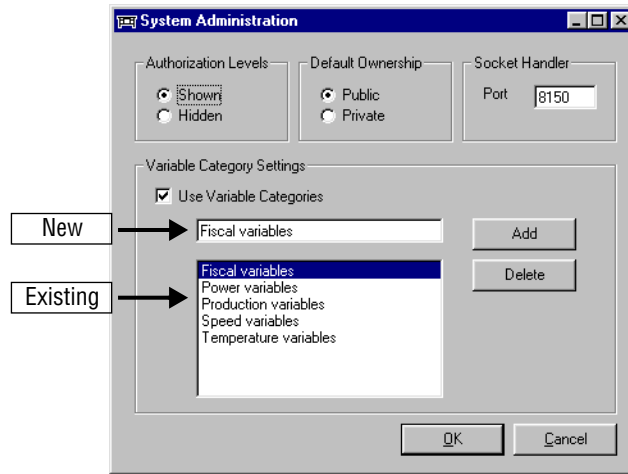 System Administration
Authorization Levels
Shown
Hidden
Default Ownership
Public
Private
Socket Handler
Port 8150
Variable Category Settings
Use Variable Categories
New
Fiscal variables
Add
Existing
Fiscal variables
Power variables
Production variables
Speed variables
Temperature variables
Delete
OK
Cancel